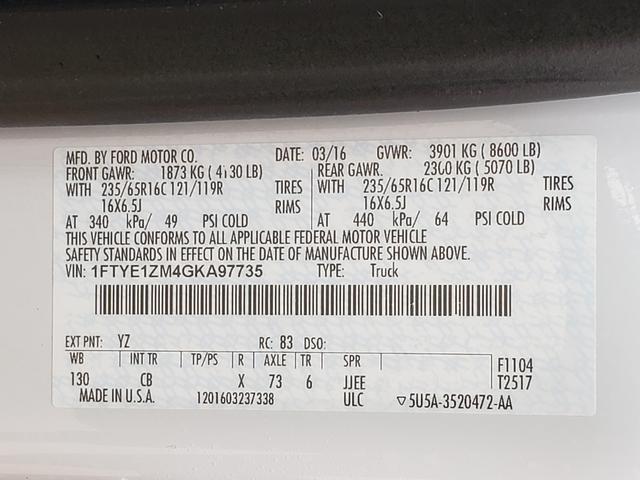 MFD. BY FORD MOTOR CO. DATE: 03/16 GVWR: 3901 KG ( 8600 LB)
FRONT GAWR: 1873 KG ( 4130 LB) REAR GAWR. 2300 KG ( 5070 LB)
WITH 235/65R16C 121/119R TIRES WITH 235/65R16C 121/119R TIRES
16X6.5J RIMS 16X6.5J RIMS
AT 340 kPa/ 49 PSI COLD AT 440 kPa/ 64 PSI COLD
THIS VEHICLE CONFORMS TO ALL APPLICABLE FEDERAL MOTOR VEHICLE
SAFETY STANDARDS IN EFFECT ON THE DATE OF MANUFACTURE SHOWN ABOVE.
VIN: 1FTYE1ZM4GKA97735 TYPE: Truck
EXT PNT: YZ RC: 83 DSO:
WB INT TR TP/PS R AXLE TR SPR F1104
130 CB X 73 6 JJEE T2517
MADE IN U.S.A. 1201603237338 ULC ▽5U5A-3520472-AA